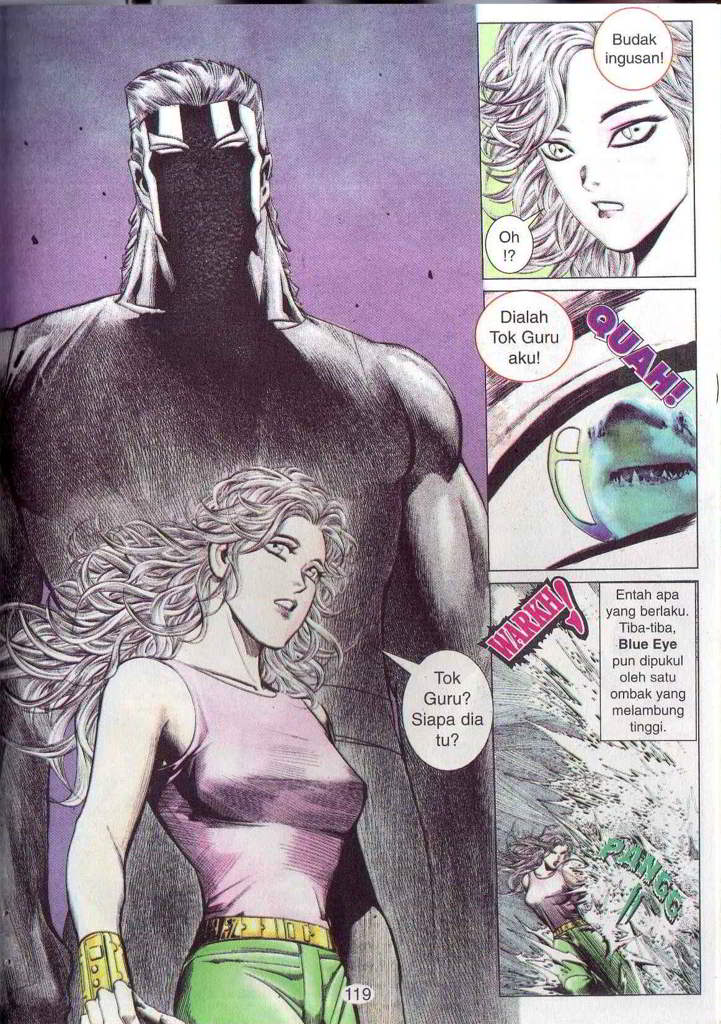 Budak
ingusan!
Oh
!?
Dialah
Tok Guru
aku!
QUAH!
Tok
Guru?
Siapa dia
tu?
WARKH!
Entah apa
yang berlaku.
Tiba-tiba,
Blue Eye
pun dipukul
oleh satu
ombak yang
melambung
tinggi.
PANGG
!!
119